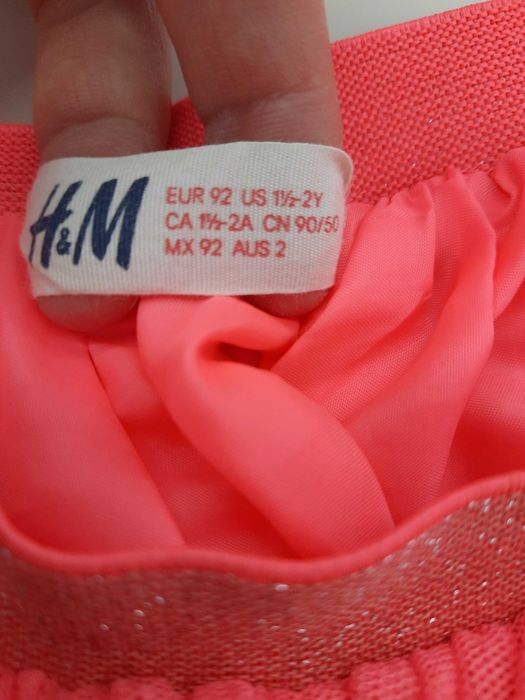 H&M
EUR 92 US 1½-2Y
CA 1½-2A CN 90/50
MX 92 AUS 2